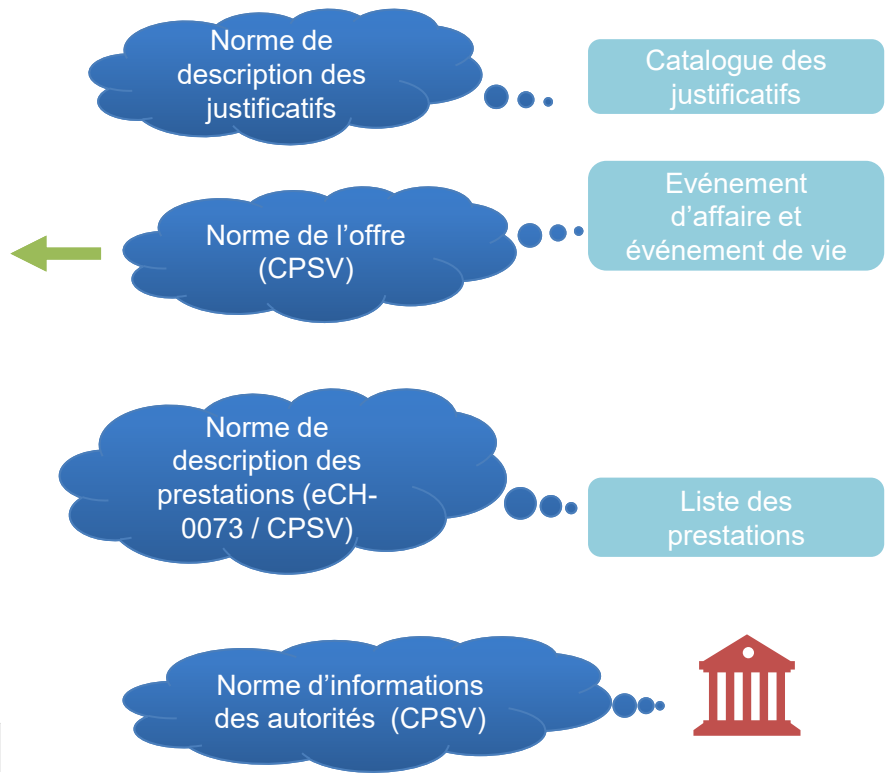 Norme de
description des
justificatifs
Catalogue des
justificatifs
Norme de l’offre
(CPSV)
Evénement
d’affaire et
événement de vie
Norme de
description des
prestations (eCH-
0073 / CPSV)
Liste des
prestations
Norme d’informations
des autorités (CPSV)